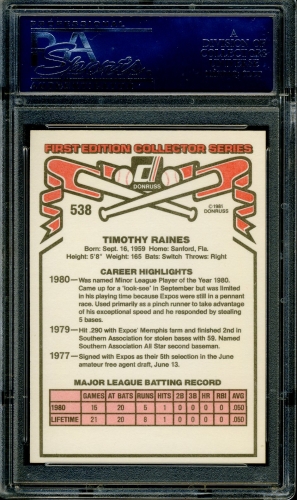 PSA
FIRST EDITION COLLECTOR SERIES
DONRUSS
538
© 1981
DONRUSS
TIMOTHY RAINES
Born: Sept. 16, 1959 Home: Sanford, Fla.
Height: 5'8" Weight: 165 Bats: Switch Throws: Right
CAREER HIGHLIGHTS
1980— Was named Minor League Player of the Year 1980.
Came up for a 'look-see' in September but was limited
in his playing time because Expos were still in a pennant
race. Used primarily as a pinch runner to take advantage
of his exceptional speed and he responded by stealing
5 bases.
1979— Hit .290 with Expos' Memphis farm and finished 2nd in
Southern Association for stolen bases with 59. Named
Southern Association All Star second baseman.
1977— Signed with Expos as their 5th selection in the June
amateur free agent draft, June 13.
MAJOR LEAGUE BATTING RECORD
GAMES AT BATS RUNS HITS 2B 3B HR RBI AVG
1980 15 20 5 1 0 0 0 0 .050
LIFETIME 21 20 8 1 0 0 0 0 .050